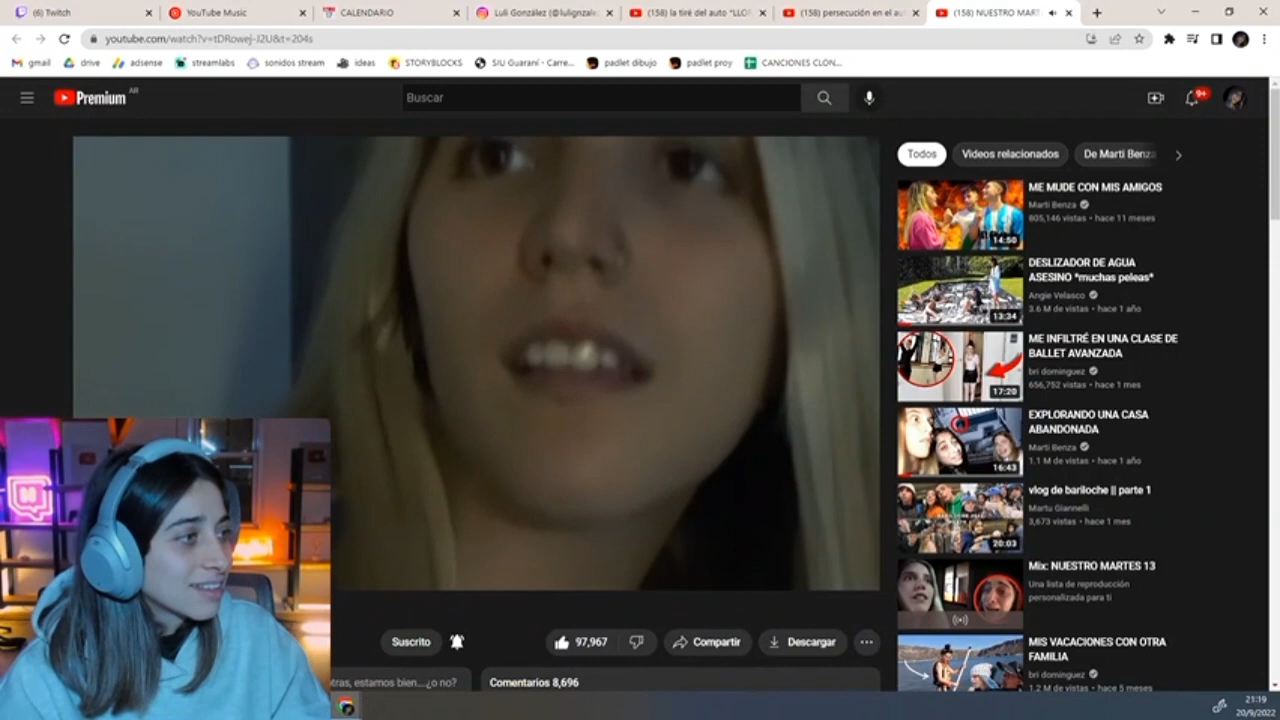 (6) Twitch
YouTube Music
CALENDARIO
Luli González (@lulignzale
(158) la tiré del auto "LLOR
(158) persecución en el au
(158) NUESTRO MART
youtube.com/watch?v=tDRowej-J2U&t=204s
gmail
drive
adsense
streamlabs
sonidos stream
ideas
STORYBLOCKS
SIU Guaraní - Carre...
padlet dibujo
padlet proy
CANCIONES CLON...
Premium AR
Buscar
9+
Todos
Videos relacionados
De Marti Benza
ME MUDE CON MIS AMIGOS
Marti Benza
805,146 vistas • hace 11 meses
14:50
DESLIZADOR DE AGUA
ASESINO *muchas peleas*
Angie Velasco
3.6 M de vistas • hace 1 año
13:34
ME INFILTRÉ EN UNA CLASE DE
BALLET AVANZADA
bri dominguez
656,752 vistas • hace 1 mes
17:20
EXPLORANDO UNA CASA
ABANDONADA
Marti Benza
1.1 M de vistas • hace 1 año
16:43
vlog de bariloche || parte 1
Martu Giannelli
3,673 vistas • hace 1 mes
20:03
Mix: NUESTRO MARTES 13
Una lista de reproducción
personalizada para ti
MIS VACACIONES CON OTRA
FAMILIA
bri dominguez
1.2 M de vistas • hace 5 meses
Suscrito
97,967
Compartir
Descargar
tras, estamos bien....¿o no?
Comentarios 8,696
21:19
20/9/2022